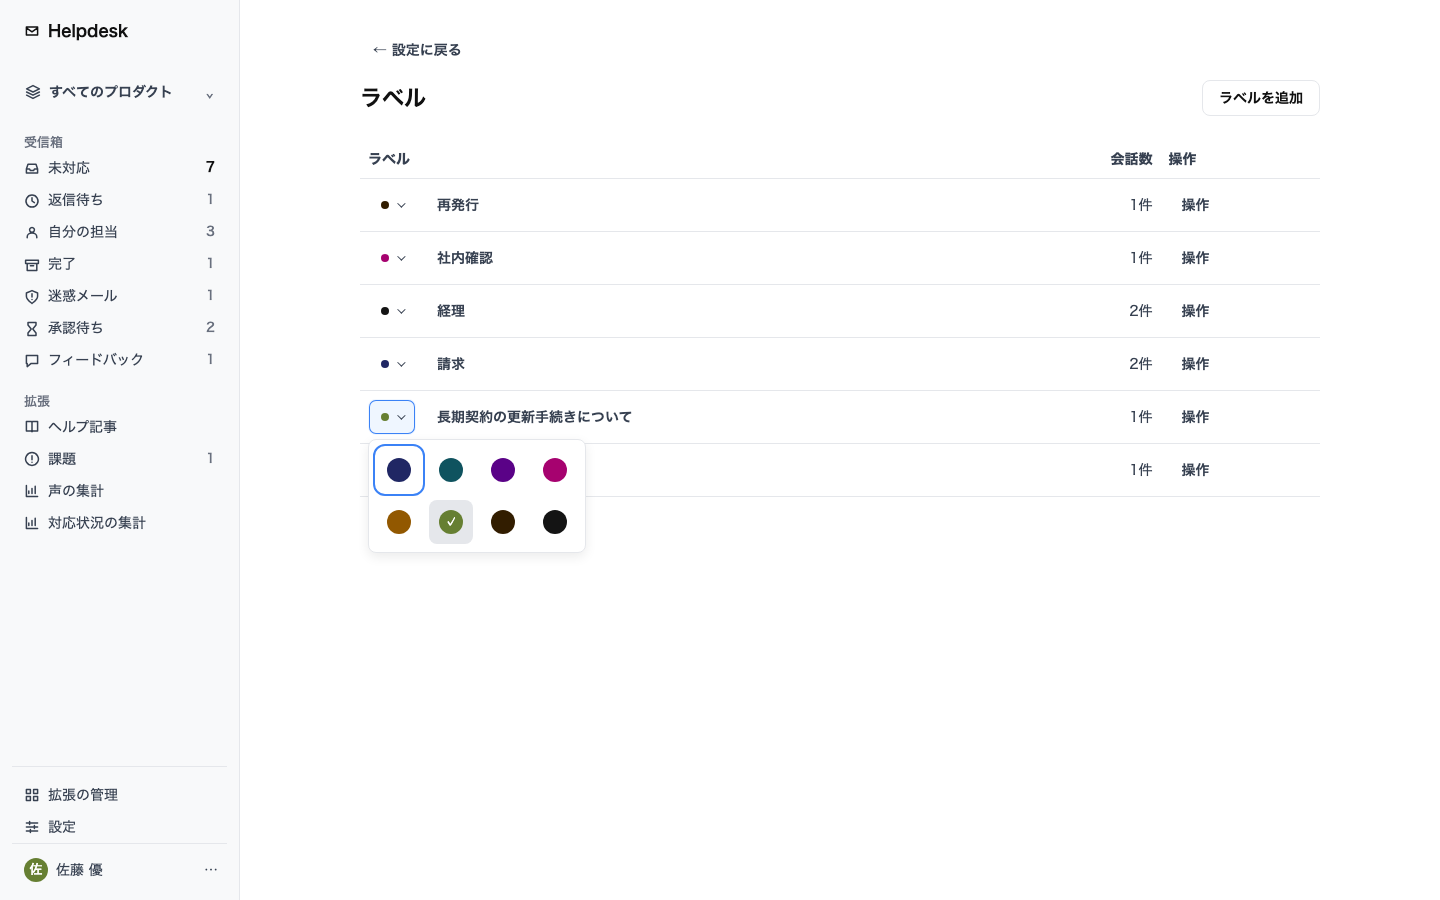 Helpdesk
すべてのプロダクト
受信箱
未対応 7
返信待ち 1
自分の担当 3
完了 1
迷惑メール 1
承認待ち 2
フィードバック 1
拡張
ヘルプ記事
課題 1
声の集計
対応状況の集計
拡張の管理
設定
佐 佐藤 優 ...
← 設定に戻る
ラベル
ラベルを追加
ラベル 会話数 操作
再発行 1件 操作
社内確認 1件 操作
経理 2件 操作
請求 2件 操作
長期契約の更新手続きについて 1件 操作
1件 操作